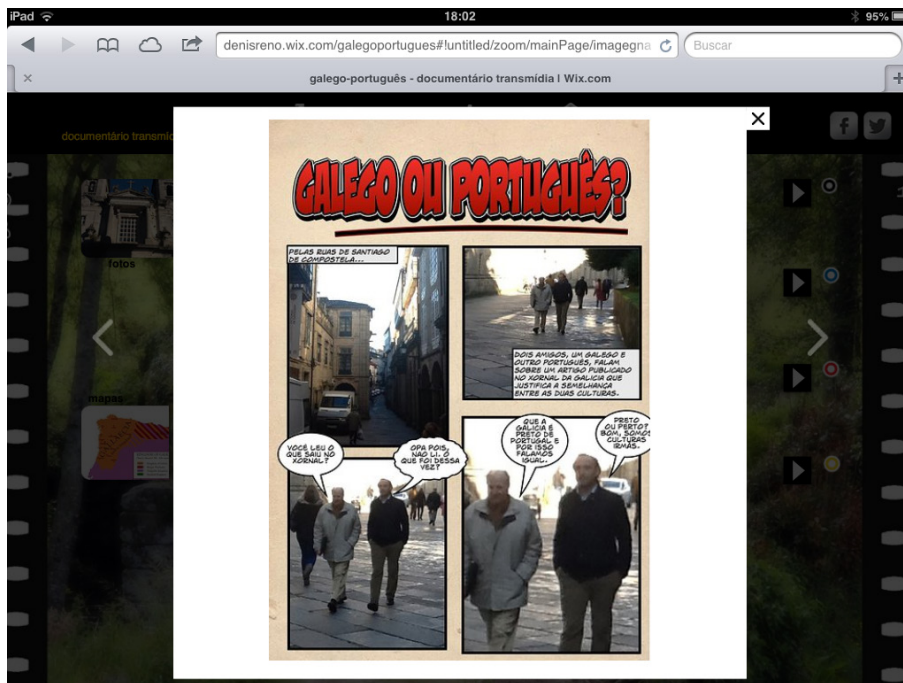 iPad
18:02
95%
denisreno.wix.com/galegoportugues#!untitled/zoom/mainPage/imagegna
Buscar
galego-português - documentário transmídia | Wix.com
documentário transmíd
fotos
mapas
GALEGO OU PORTUGUÊS?
PELAS RUAS DE SANTIAGO
DE COMPOSTELA...
DOIS AMIGOS, UM GALEGO E
OUTRO PORTUGUÊS, FALAM
SOBRE UM ARTIGO PUBLICADO
NO XORNAL DA GALICIA QUE
JUSTIFICA A SEMELHANÇA
ENTRE AS DUAS CULTURAS.
VOCÊ LEU O
QUE SAIU NO
XORNAL?
OPA POIS,
NAO LI. O
QUE FOI DESSA
VEZ?
QUE A
GALICIA É
PRETO DE
PORTUGAL E
POR ISSO
FALAMOS
IGUAL.
PRETO
OU PERTO?
BOM, SOMOS
CULTURAS
IRMÃS.